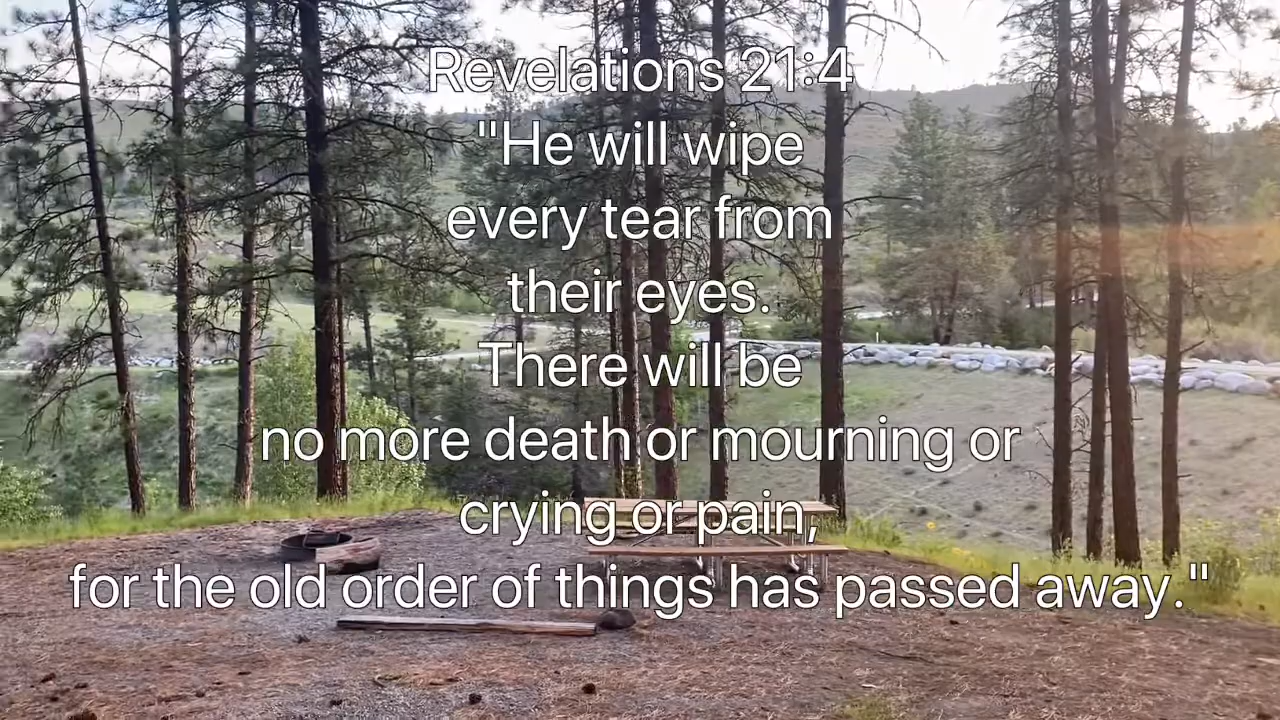 Revelations 21:4
"He will wipe
every tear from
their eyes.
There will be
no more death or mourning or
crying or pain,
for the old order of things has passed away."